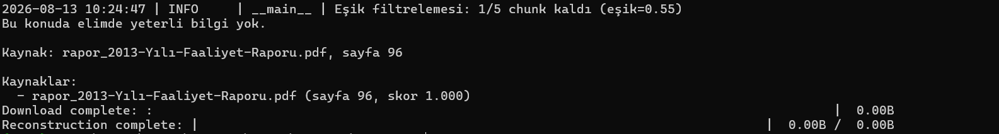 2026-08-13 10:24:47 | INFO     | __main__ | Eşik filtrelemesi: 1/5 chunk kaldı (eşik=0.55)
Bu konuda elimde yeterli bilgi yok.
Kaynak: rapor_2013-Yılı-Faaliyet-Raporu.pdf, sayfa 96
Kaynaklar:
  - rapor_2013-Yılı-Faaliyet-Raporu.pdf (sayfa 96, skor 1.000)
Download complete: : |  0.00B
Reconstruction complete: | |  0.00B /  0.00B